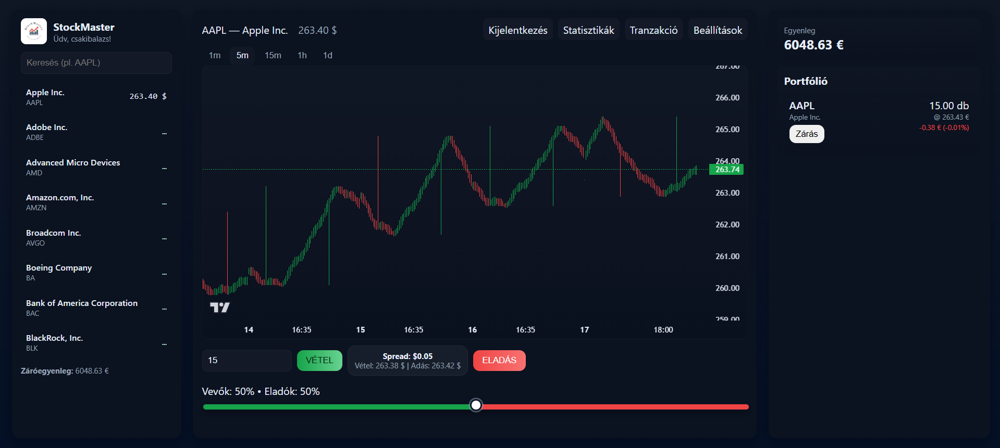 StockMaster
Üdv, csakibalazs!
Keresés (pl. AAPL)
Apple Inc.
AAPL
263.40 $
Adobe Inc.
ADBE
...
Advanced Micro Devices
AMD
...
Amazon.com, Inc.
AMZN
...
Broadcom Inc.
AVGO
...
Boeing Company
BA
...
Bank of America Corporation
BAC
...
BlackRock, Inc.
BLK
...
Záróegyenleg: 6048.63 €
AAPL — Apple Inc. 263.40 $
Kijelentkezés Statisztikák Tranzakció Beállítások
1m 5m 15m 1h 1d
267.00
266.00
265.00
264.00
263.74
263.00
262.00
261.00
260.00
259.00
14 16:35 15 16:35 16 16:35 17 18:00
15
VÉTEL
Spread: $0.05
Vétel: 263.38 $ | Adás: 263.42 $
ELADÁS
Vevők: 50% • Eladók: 50%
Egyenleg
6048.63 €
Portfólió
AAPL 15.00 db
Apple Inc. @ 263.43 €
-0.38 € (-0.01%)
Zárás